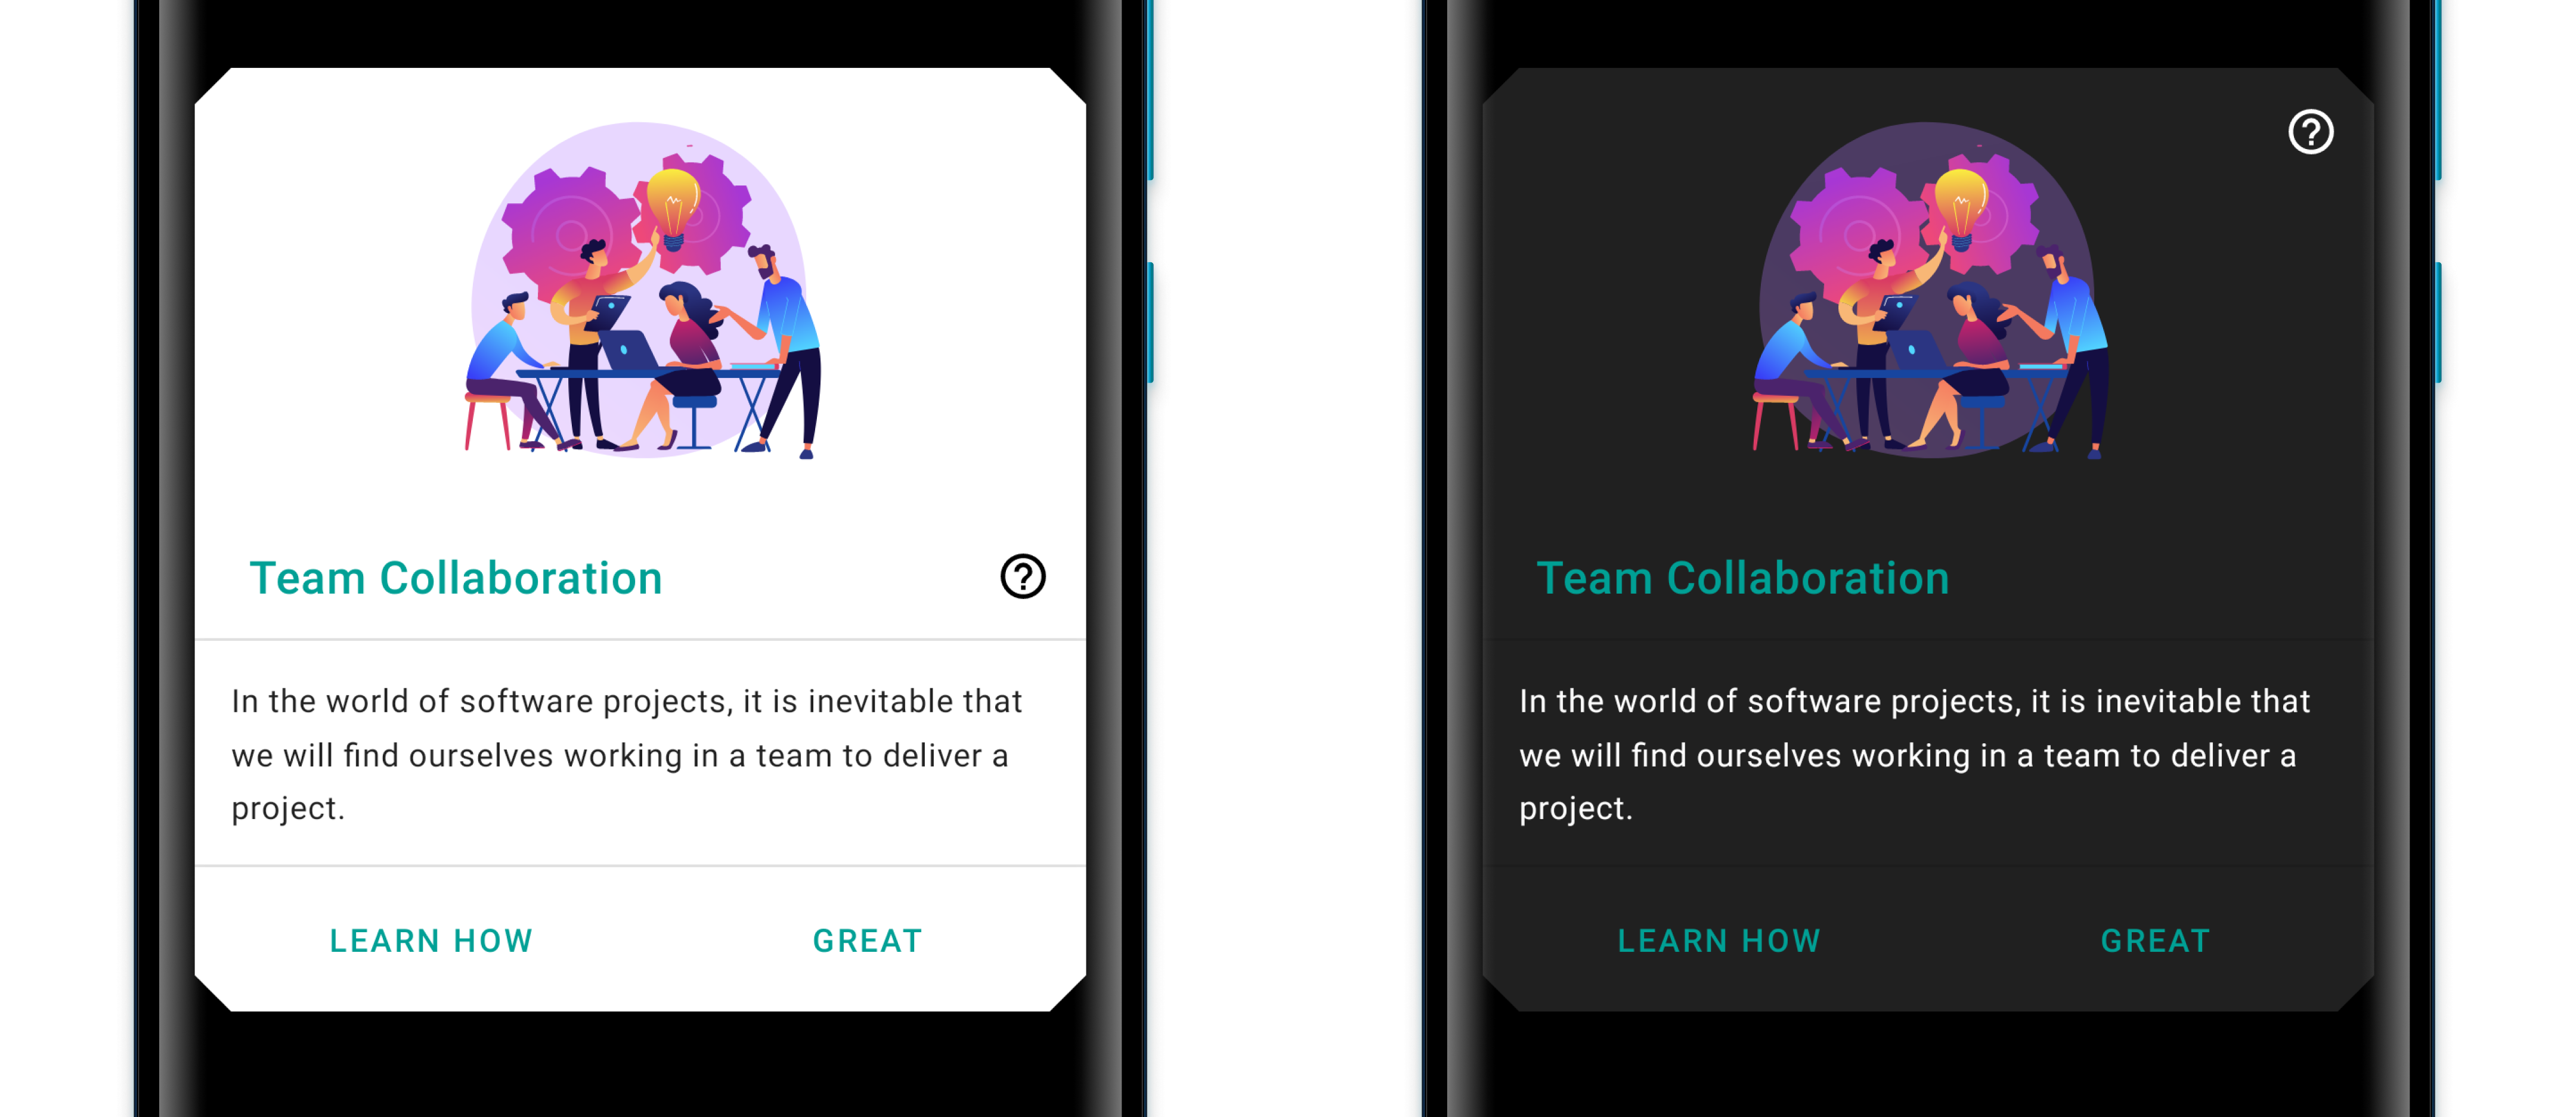 Team Collaboration
In the world of software projects, it is inevitable that
we will find ourselves working in a team to deliver a
project.
LEARN HOW GREAT
Team Collaboration
In the world of software projects, it is inevitable that
we will find ourselves working in a team to deliver a
project.
LEARN HOW GREAT